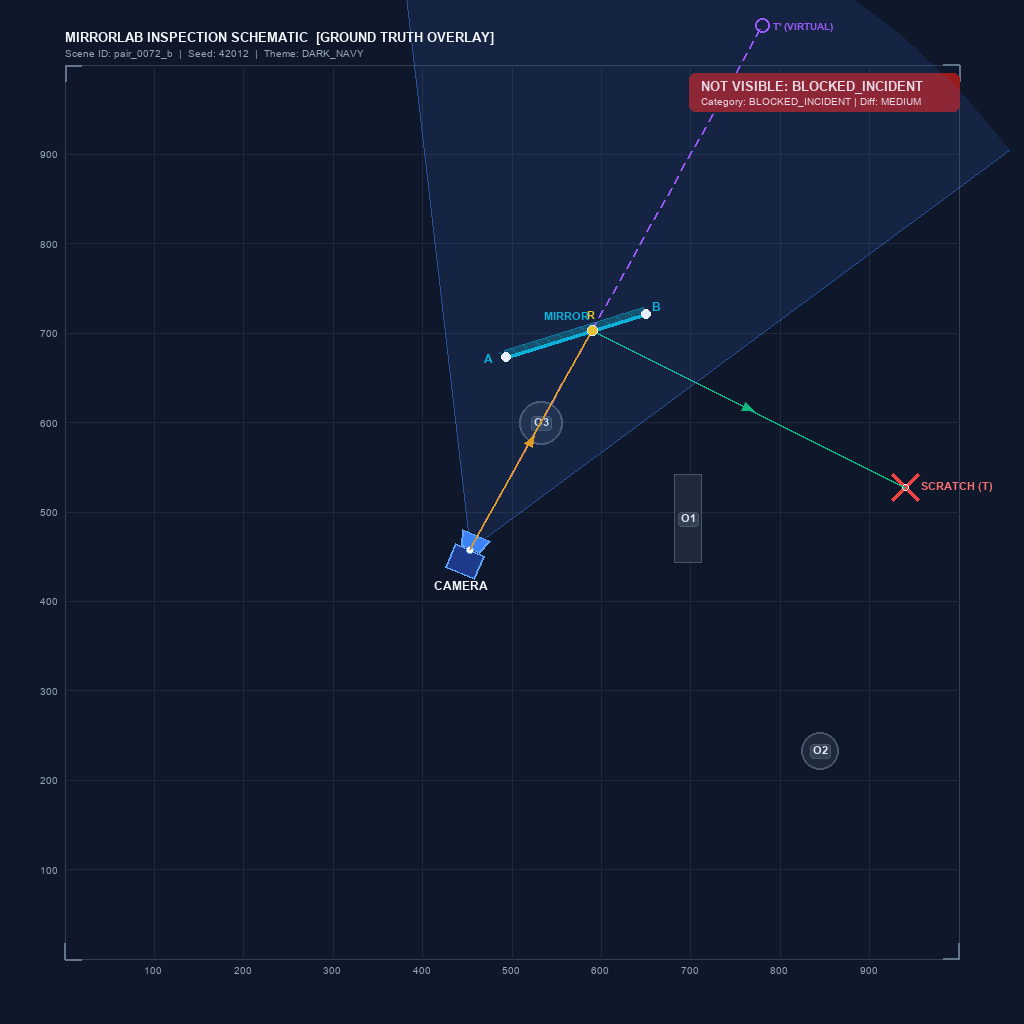 MIRRORLAB INSPECTION SCHEMATIC [GROUND TRUTH OVERLAY]
Scene ID: pair_0072_b | Seed: 42012 | Theme: DARK_NAVY
T' (VIRTUAL)
NOT VISIBLE: BLOCKED_INCIDENT
Category: BLOCKED_INCIDENT | Diff: MEDIUM
900
800
B
MIRROR
R
700
A
600
O3
SCRATCH (T)
500
O1
CAMERA
400
300
O2
200
100
100 200 300 400 500 600 700 800 900